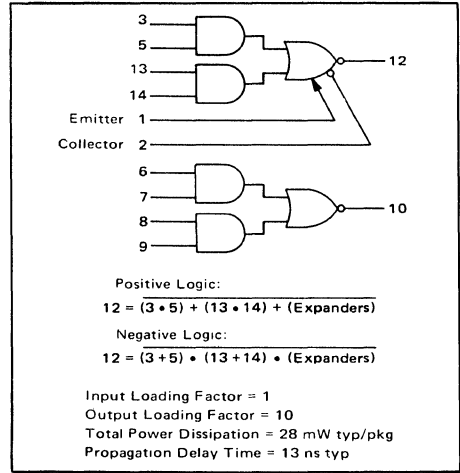 3
5
12
13
14
Emitter 1
Collector 2
6
7
10
8
9
Positive Logic:
12 = (3 • 5) + (13 • 14) + (Expanders)
Negative Logic:
12 = (3 + 5) • (13 + 14) • (Expanders)
Input Loading Factor = 1
Output Loading Factor = 10
Total Power Dissipation = 28 mW typ/pkg
Propagation Delay Time = 13 ns typ